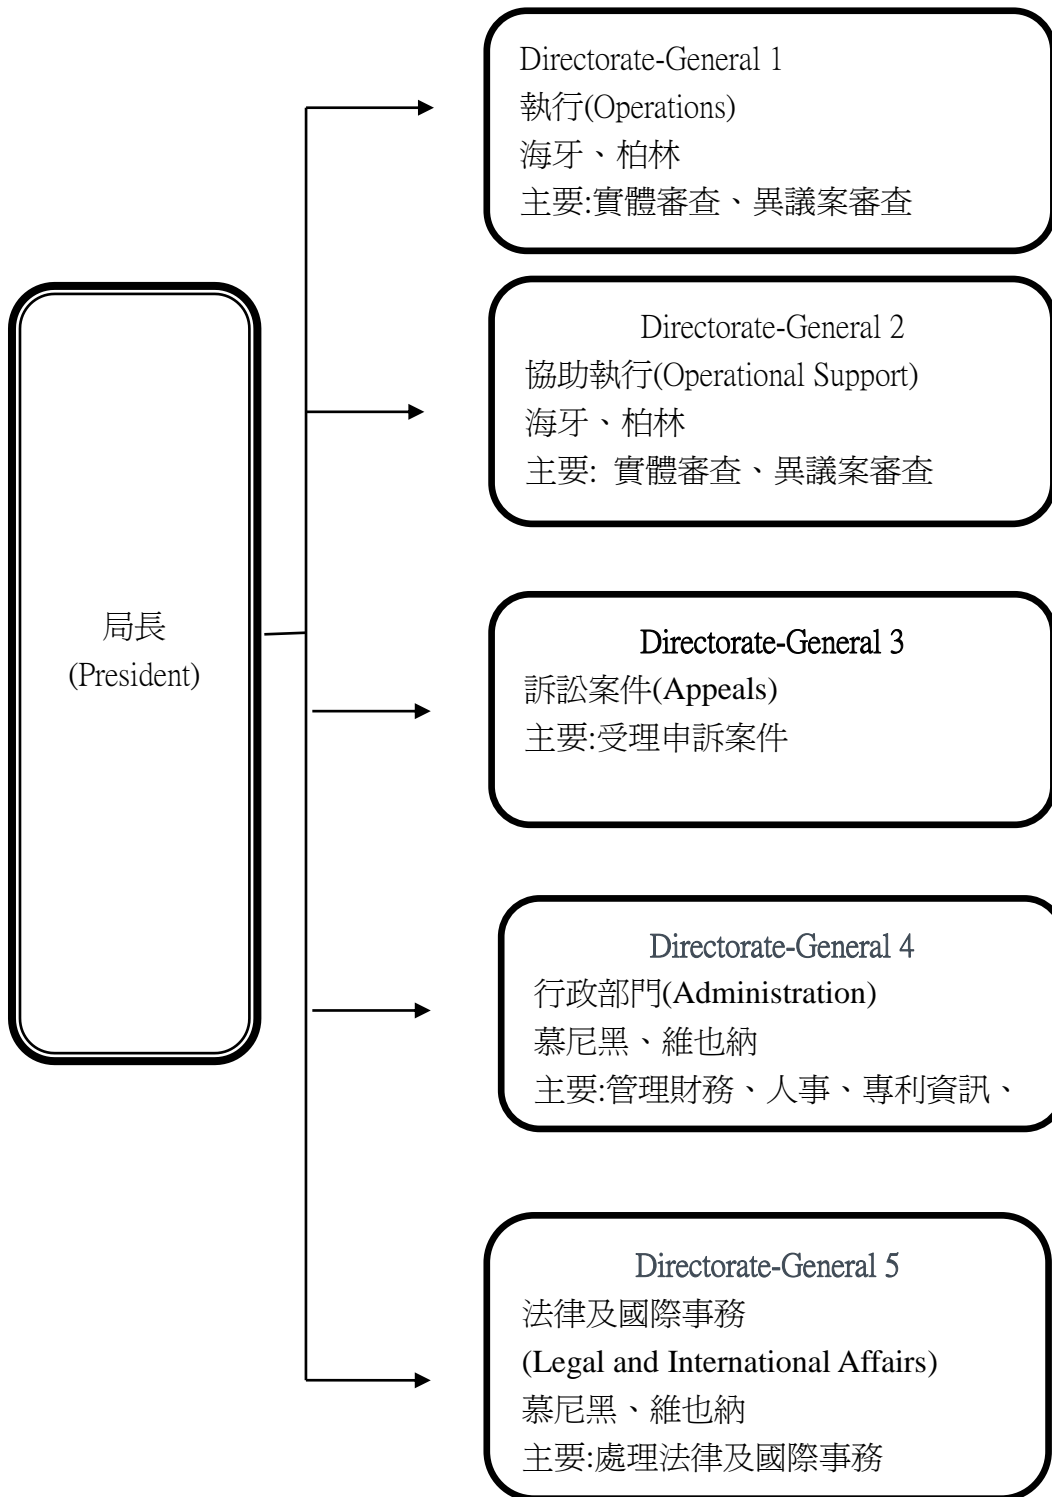 Directorate-General 1
執行(Operations)
海牙、柏林
主要:實體審查、異議案審查
Directorate-General 2
協助執行(Operational Support)
海牙、柏林
主要: 實體審查、異議案審查
局長
(President)
Directorate-General 3
訴訟案件(Appeals)
主要:受理申訴案件
Directorate-General 4
行政部門(Administration)
慕尼黑、維也納
主要:管理財務、人事、專利資訊、
Directorate-General 5
法律及國際事務
(Legal and International Affairs)
慕尼黑、維也納
主要:處理法律及國際事務